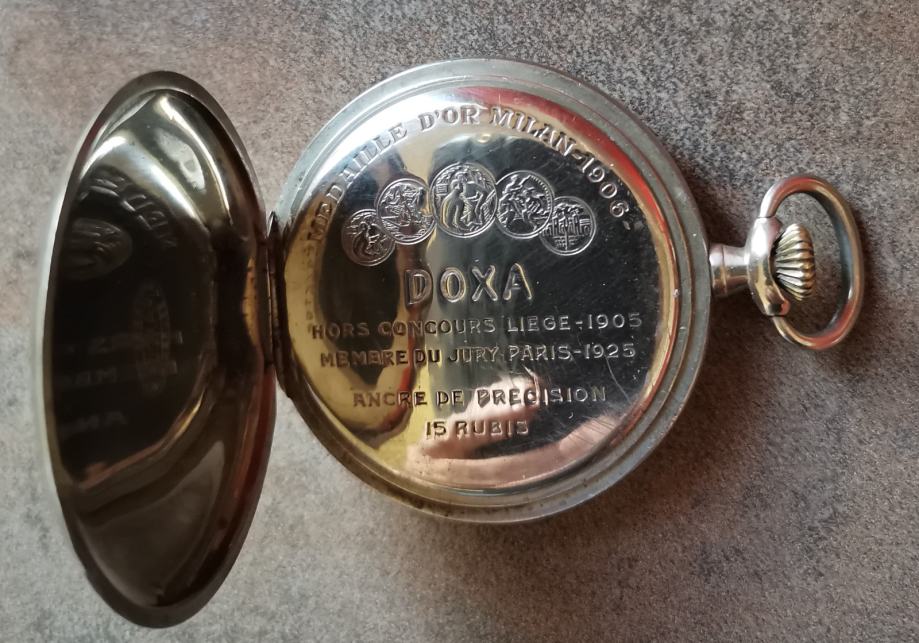 MEDAILLE D'OR MILAN-1906-
DOXA
HORS CONCOURS LIEGE-1905
MEMBRE DU JURY PARIS-1925
ANCRE DE PRECISION
15 RUBIS